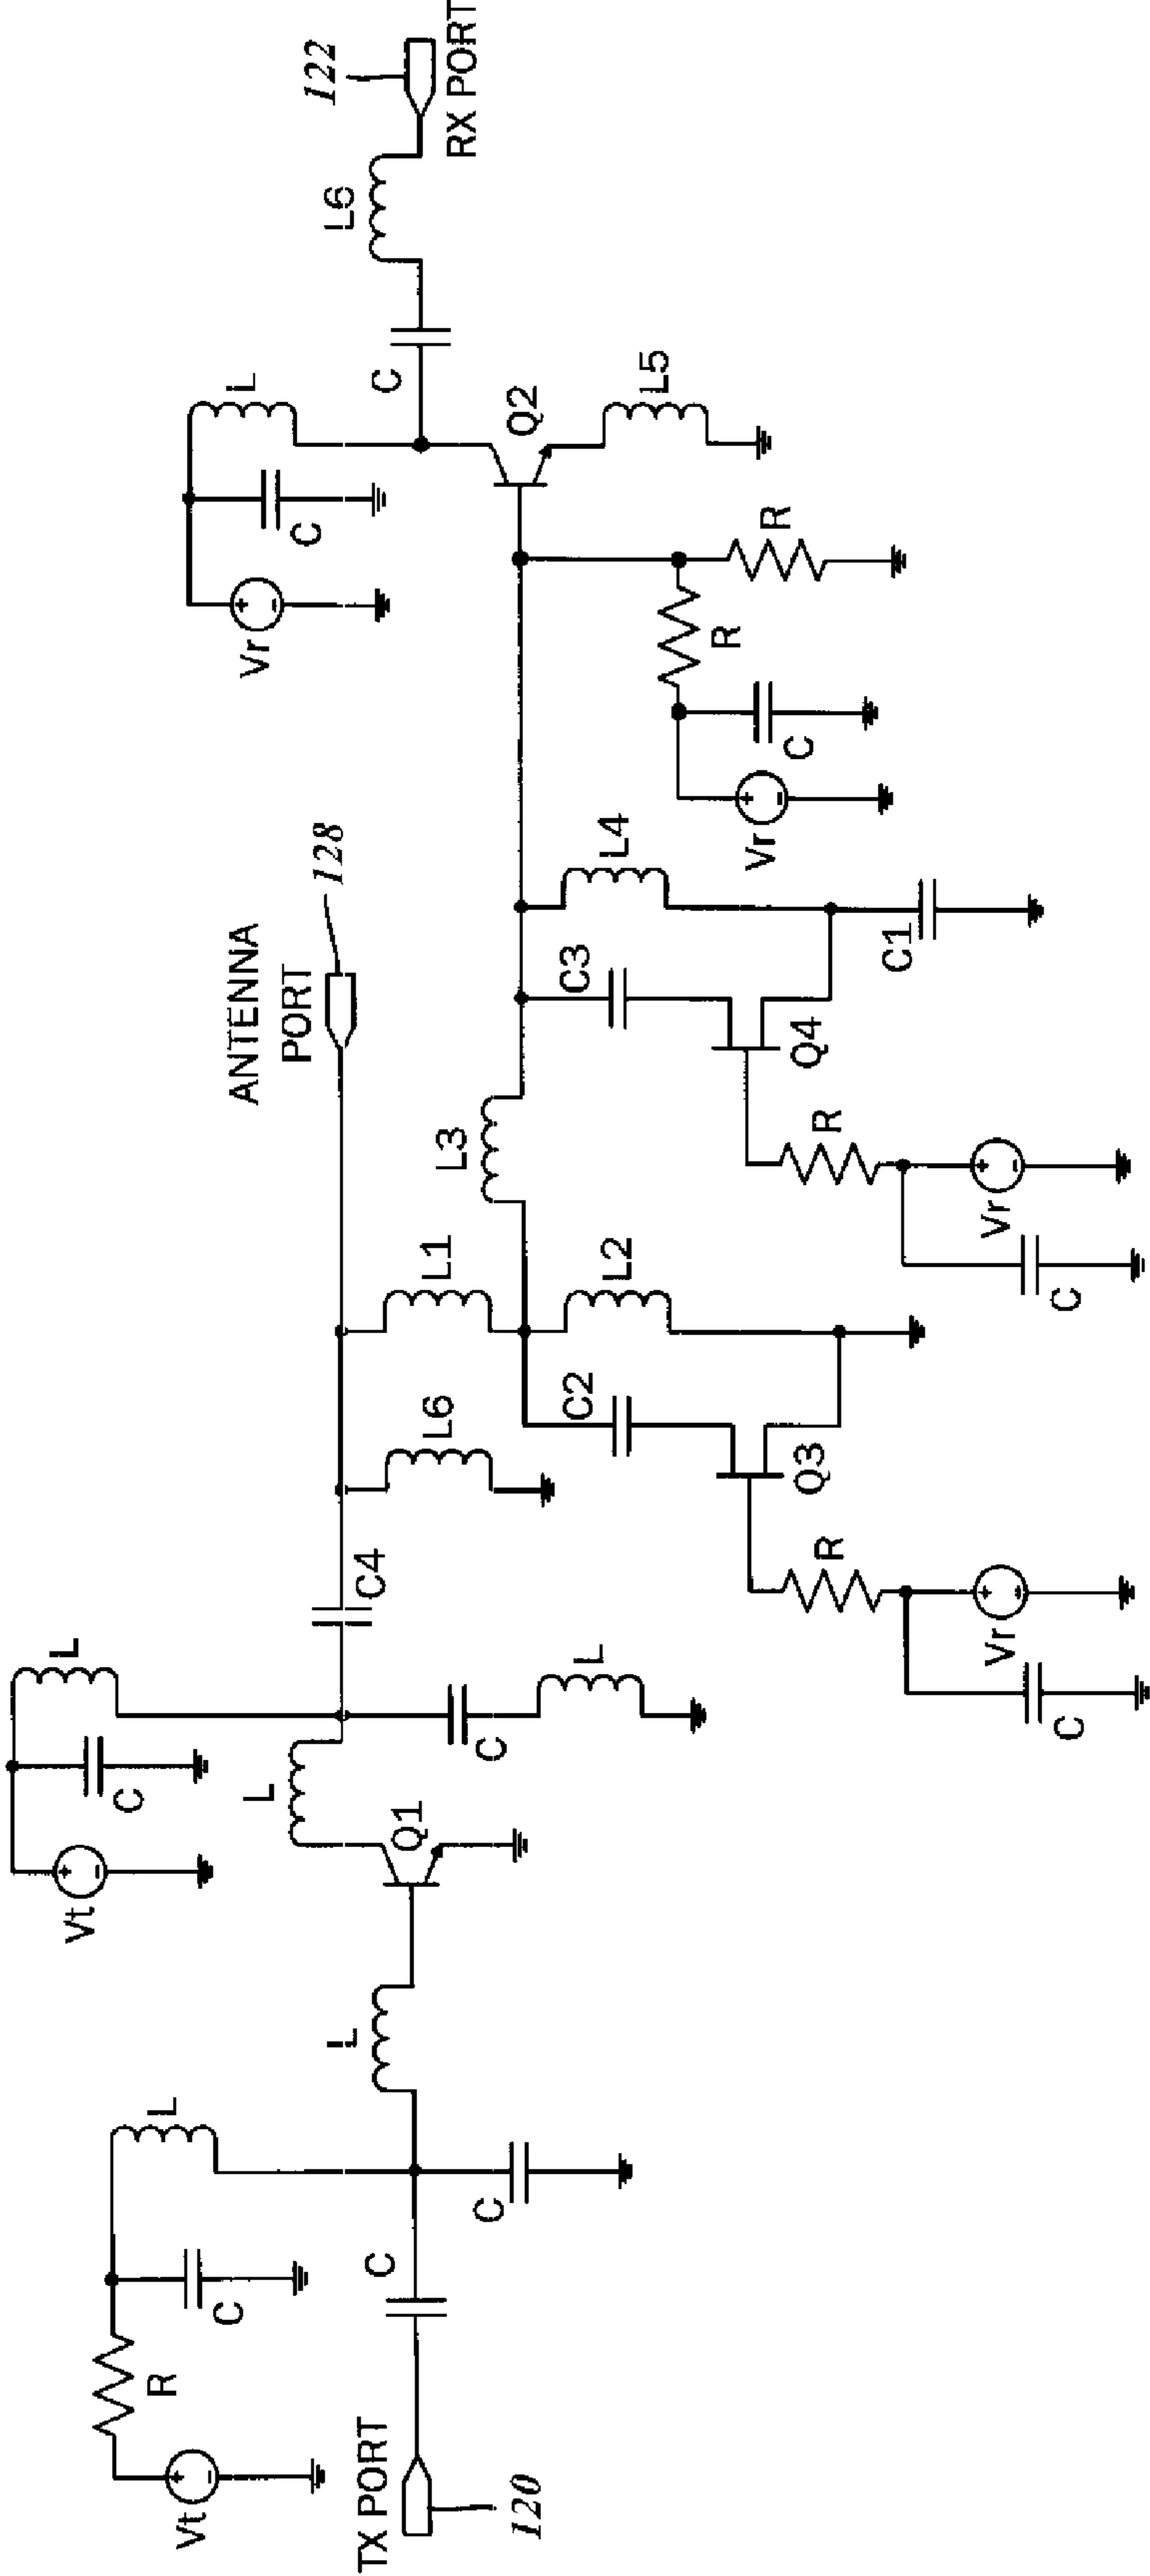 L
Vt
C
R
L
Vt
C
L
L
ANTENNA
PORT
Vr
C
122
128
L6
L
TX PORT
C
C4
C
Q1
L6
L1
L3
RX PORT
C
C
120
Q2
C2
C3
L
L2
L4
L5
R
Vr
R
C
Q3
R
Q4
R
C1
Vr
Vr
C
C